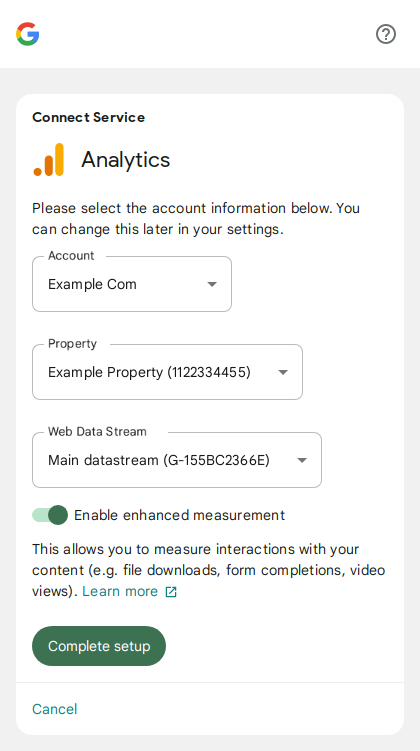 Connect Service
Analytics
Please select the account information below. You
can change this later in your settings.
Account
Example Com
Property
Example Property (1122334455)
Web Data Stream
Main datastream (G-155BC2366E)
Enable enhanced measurement
This allows you to measure interactions with your
content (e.g. file downloads, form completions, video
views). Learn more
Complete setup
Cancel